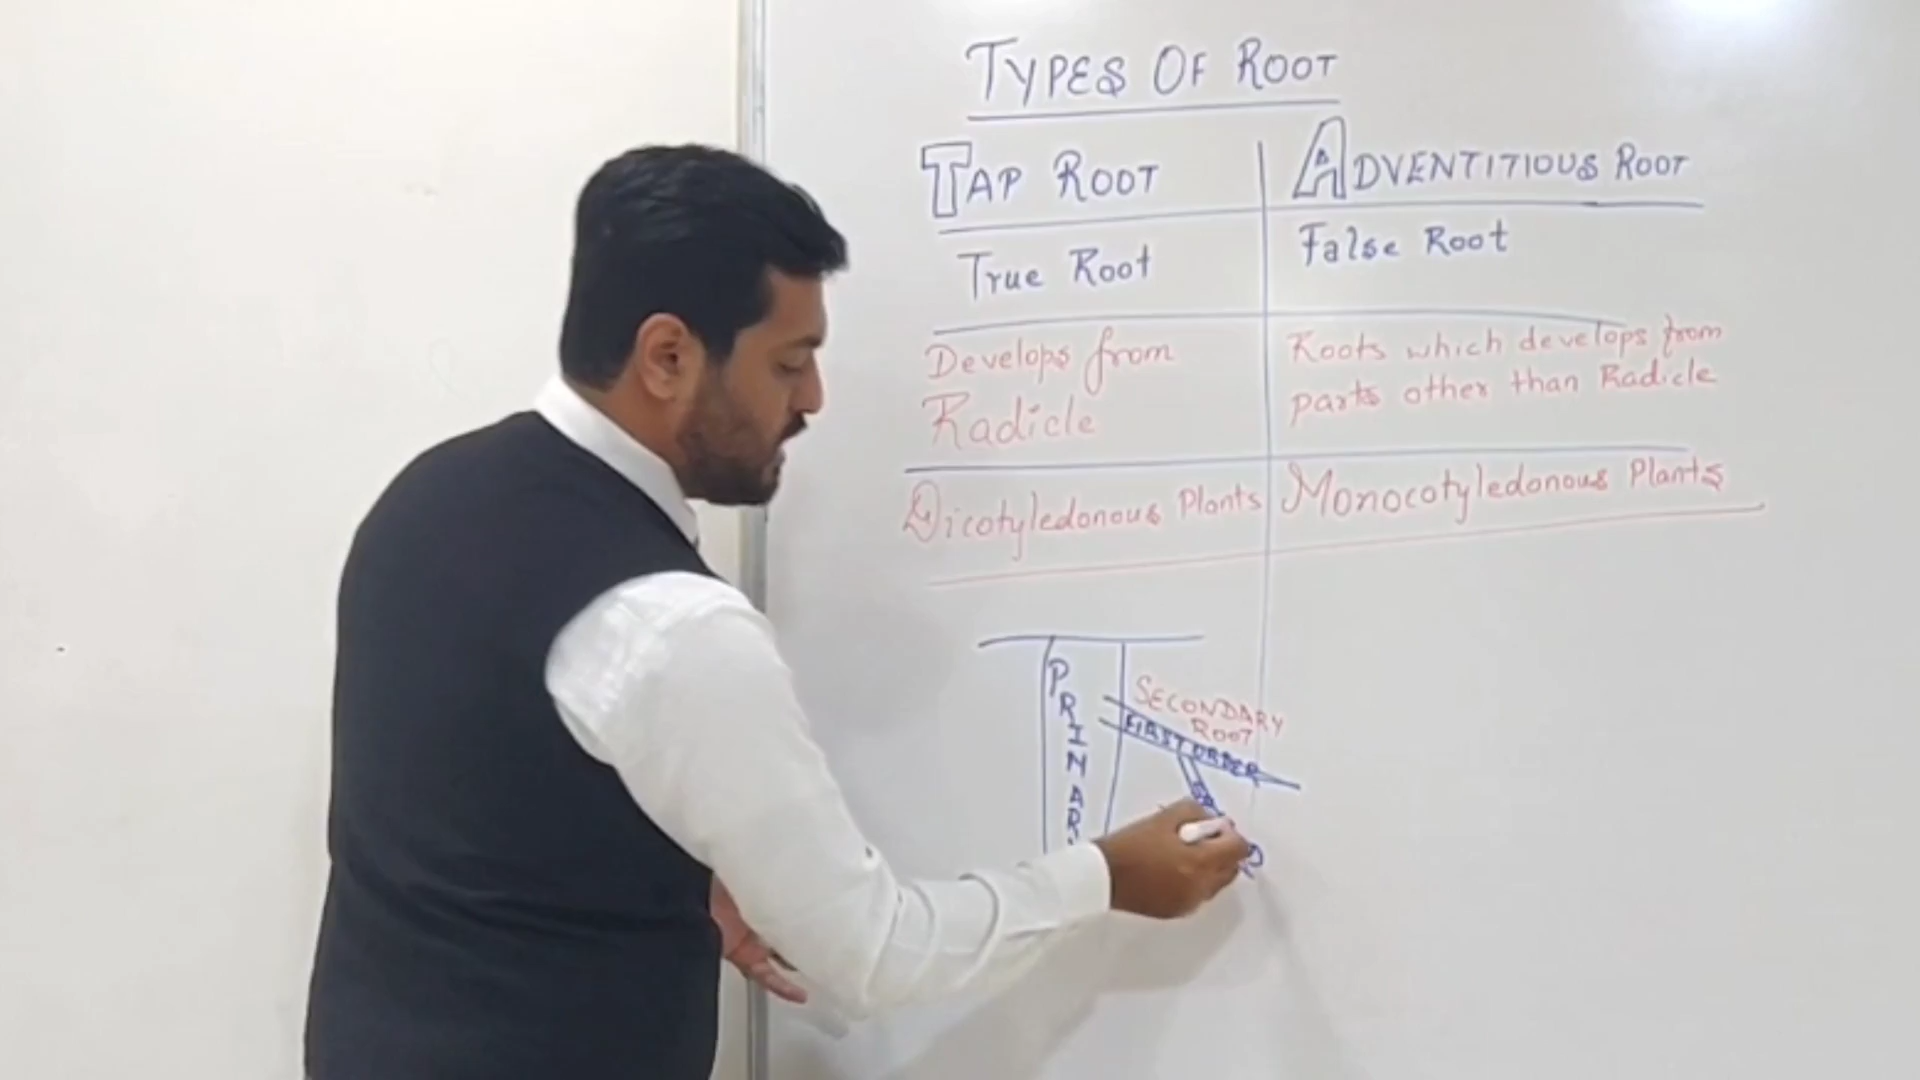 TYPES OF ROOT
TAP ROOT
ADVENTITIOUS ROOT
True Root
False Root
Develops from
Radicle
Roots which develops from
parts other than Radicle
Dicotyledonous Plants
Monocotyledonous Plants
SECONDARY
ROOT
FIRST ORDER